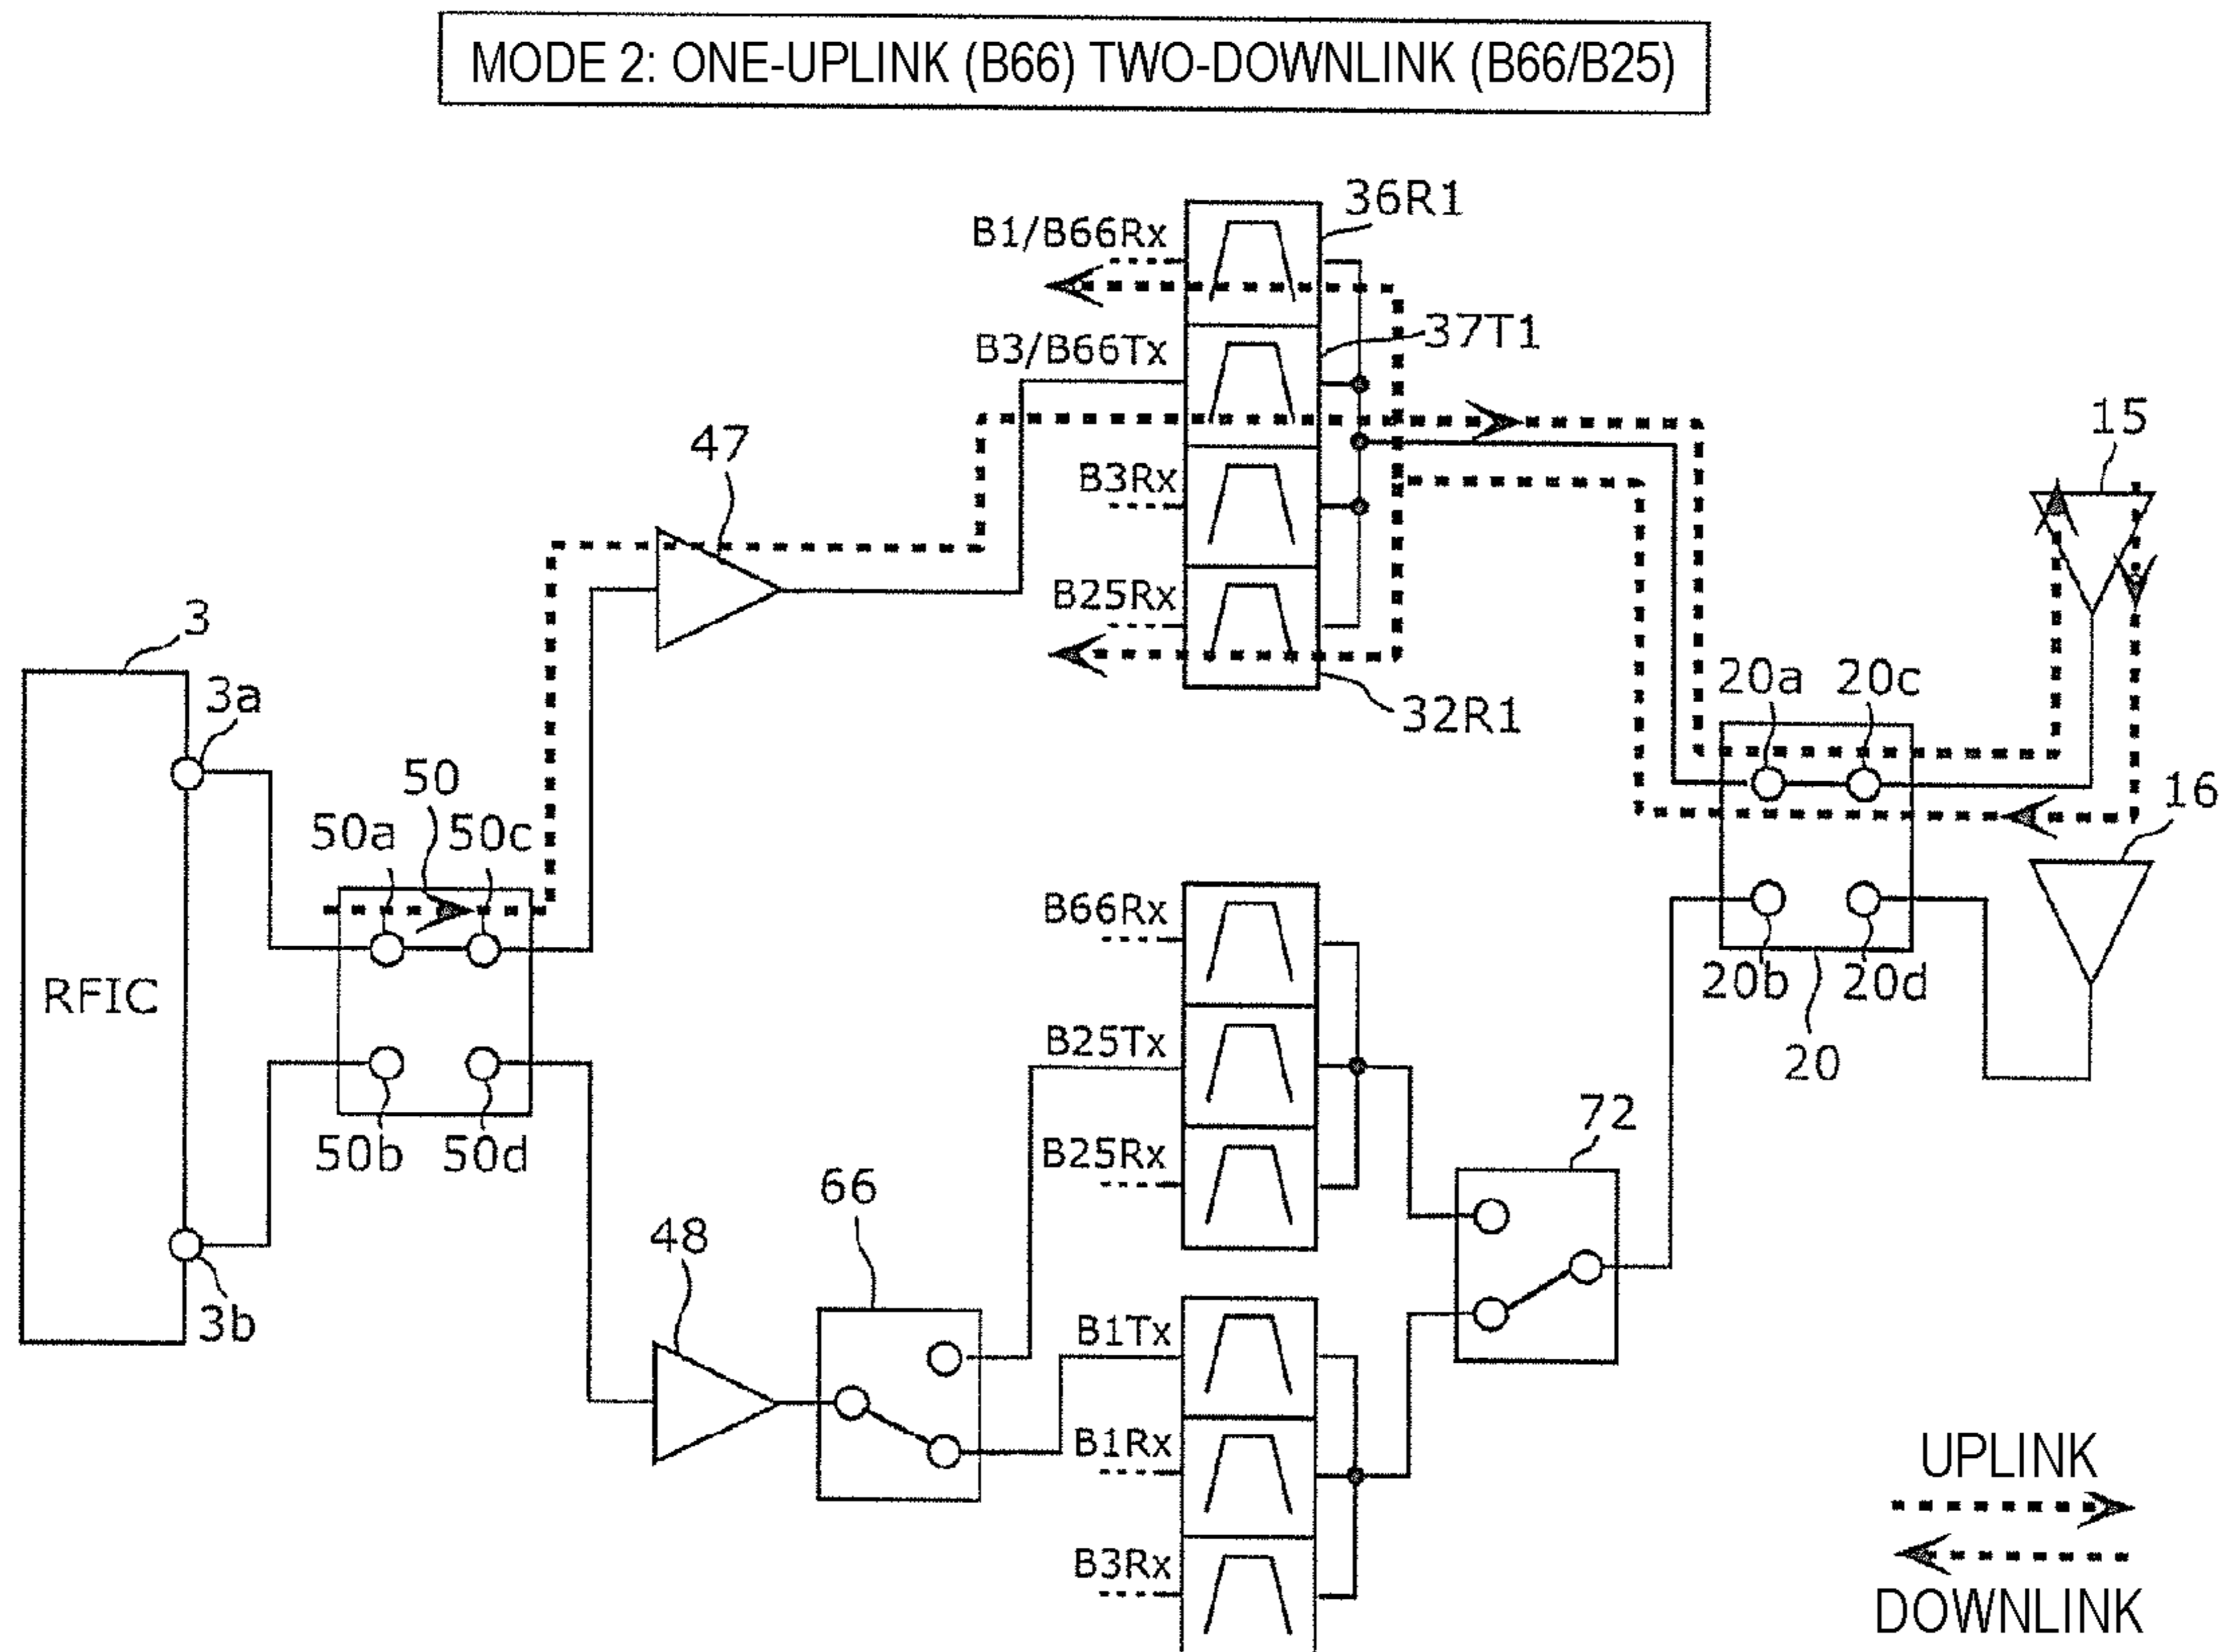 MODE 2: ONE-UPLINK (B66) TWO-DOWNLINK (B66/B25)
36R1
B1/B66Rx
37T1
B3/B66Tx
15
47
B3Rx
B25Rx
3
3a
20a 20c
32R1
50
16
50a 50c
B66Rx
20b 20d
RFIC
B25Tx
20
72
50b 50d
B25Rx
66
48
3b
B1Tx
B1Rx
UPLINK
B3Rx
DOWNLINK